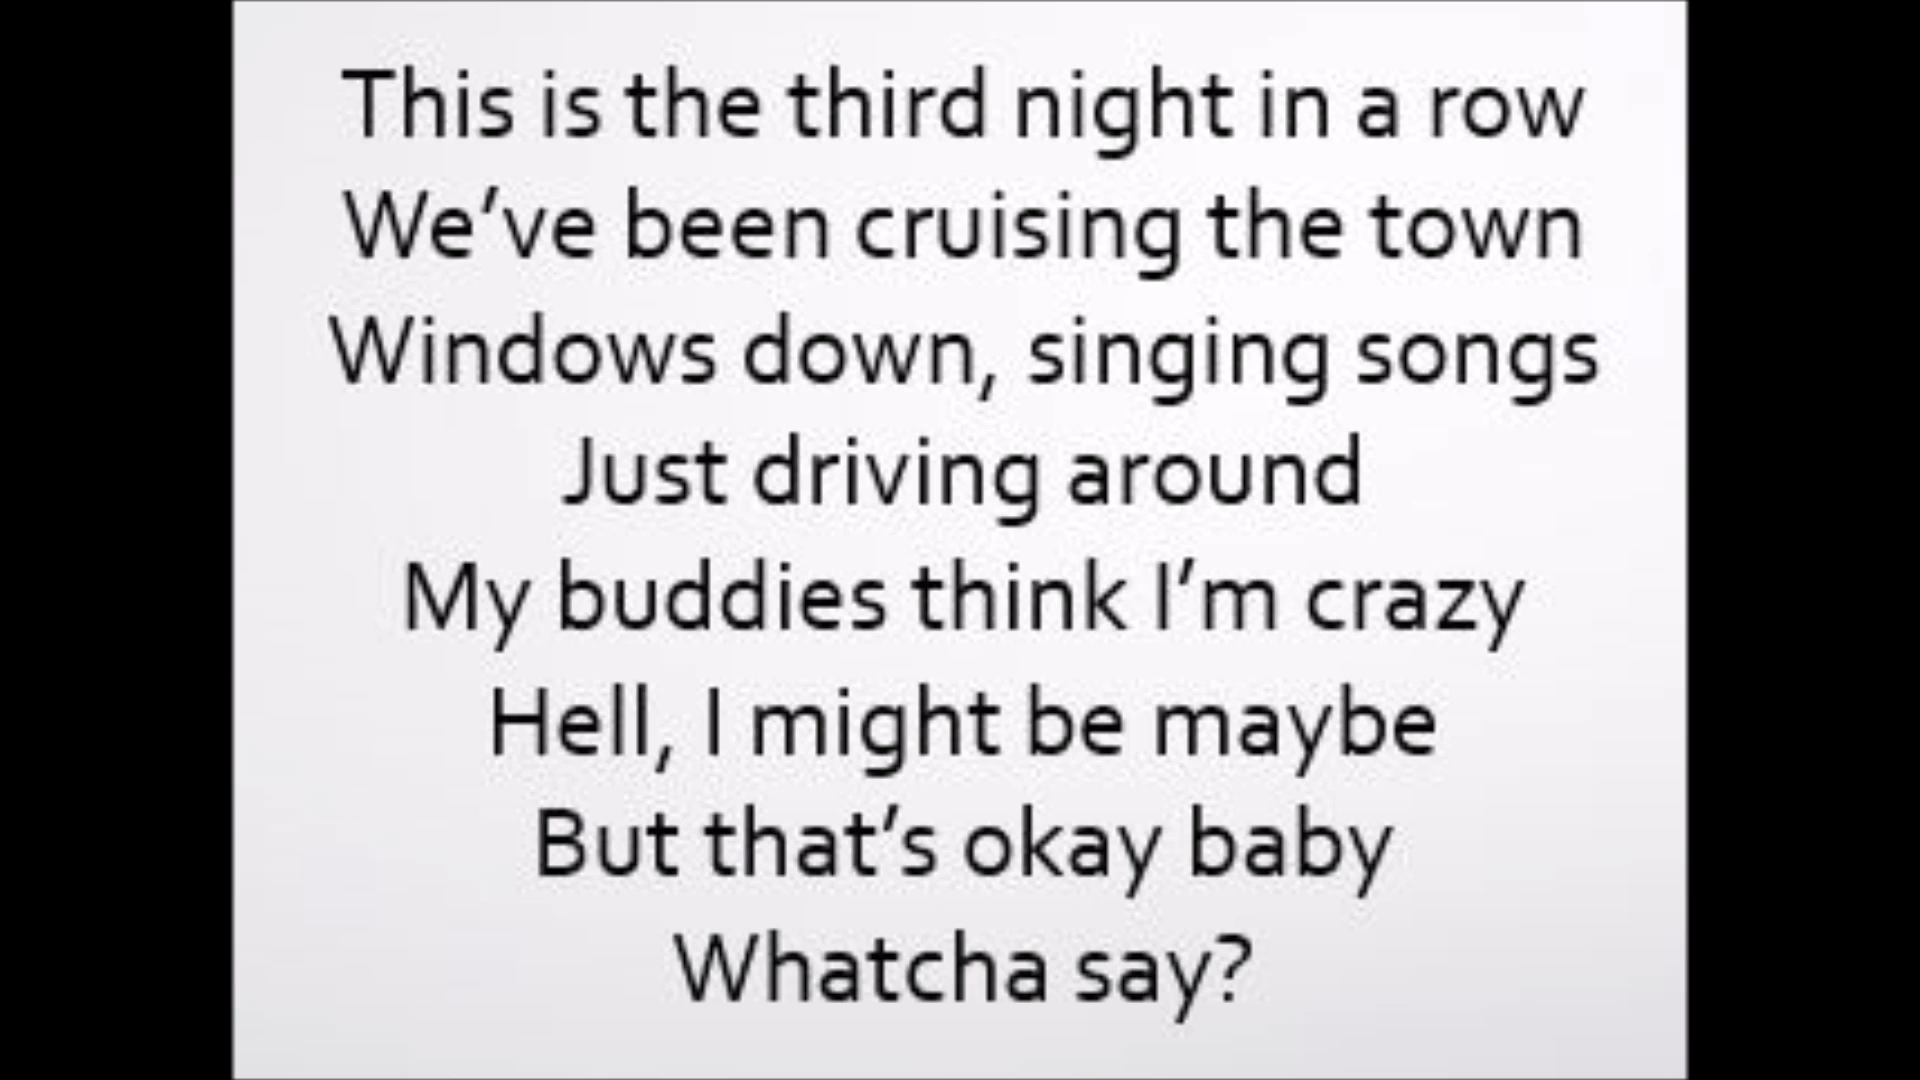 This is the third night in a row
We've been cruising the town
Windows down, singing songs
Just driving around
My buddies think I'm crazy
Hell, I might be maybe
But that's okay baby
Whatcha say?